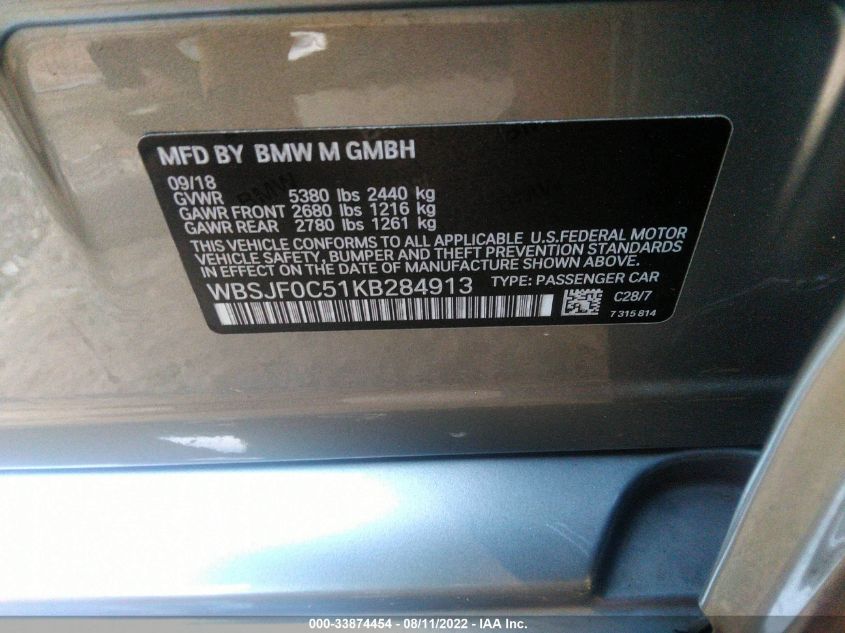 MFD BY BMW M GMBH
09/18
GVWR 5380 lbs 2440 kg
GAWR FRONT 2680 lbs 1216 kg
GAWR REAR 2780 lbs 1261 kg
THIS VEHICLE CONFORMS TO ALL APPLICABLE U.S.FEDERAL MOTOR
VEHICLE SAFETY, BUMPER AND THEFT PREVENTION STANDARDS
IN EFFECT ON THE DATE OF MANUFACTURE SHOWN ABOVE.
WBSJF0C51KB284913 TYPE: PASSENGER CAR
C28/7
7 315 814
000-33874454 - 08/11/2022 - IAA Inc.